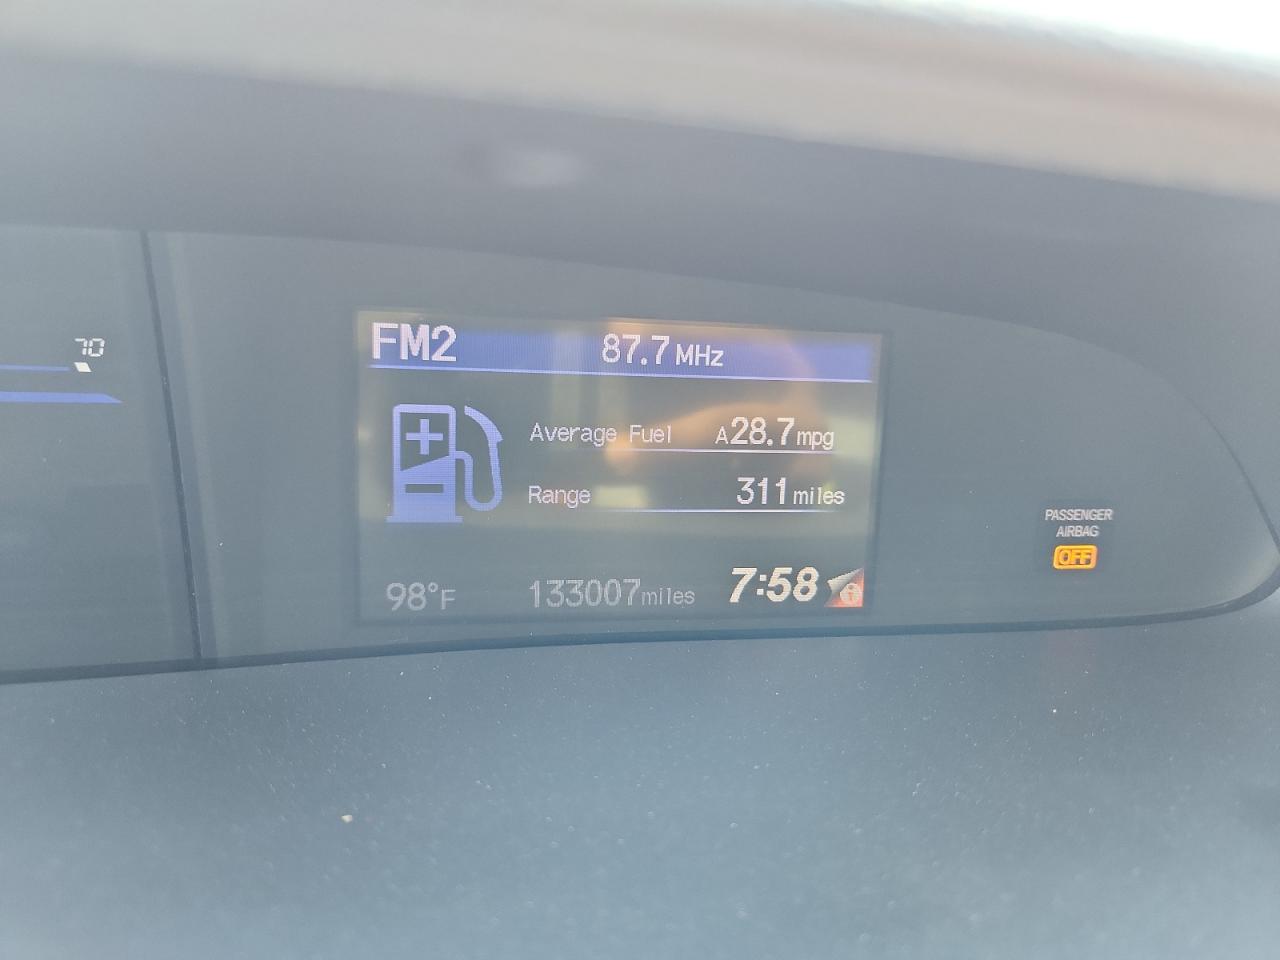 70
FM2 87.7 MHz
Average Fuel A28.7 mpg
Range 311 miles
98°F 133007 miles 7:58
PASSENGER
AIRBAG
OFF